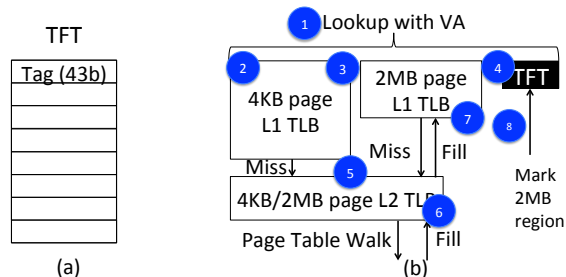 TFT
Tag (43b)
(a)
1 Lookup with VA
2
3
4KB page
L1 TLB
2MB page
L1 TLB
4
TFT
7
8
Miss
5
Miss
Fill
Mark
2MB
region
4KB/2MB page L2 TLB
6
Page Table Walk
Fill
(b)